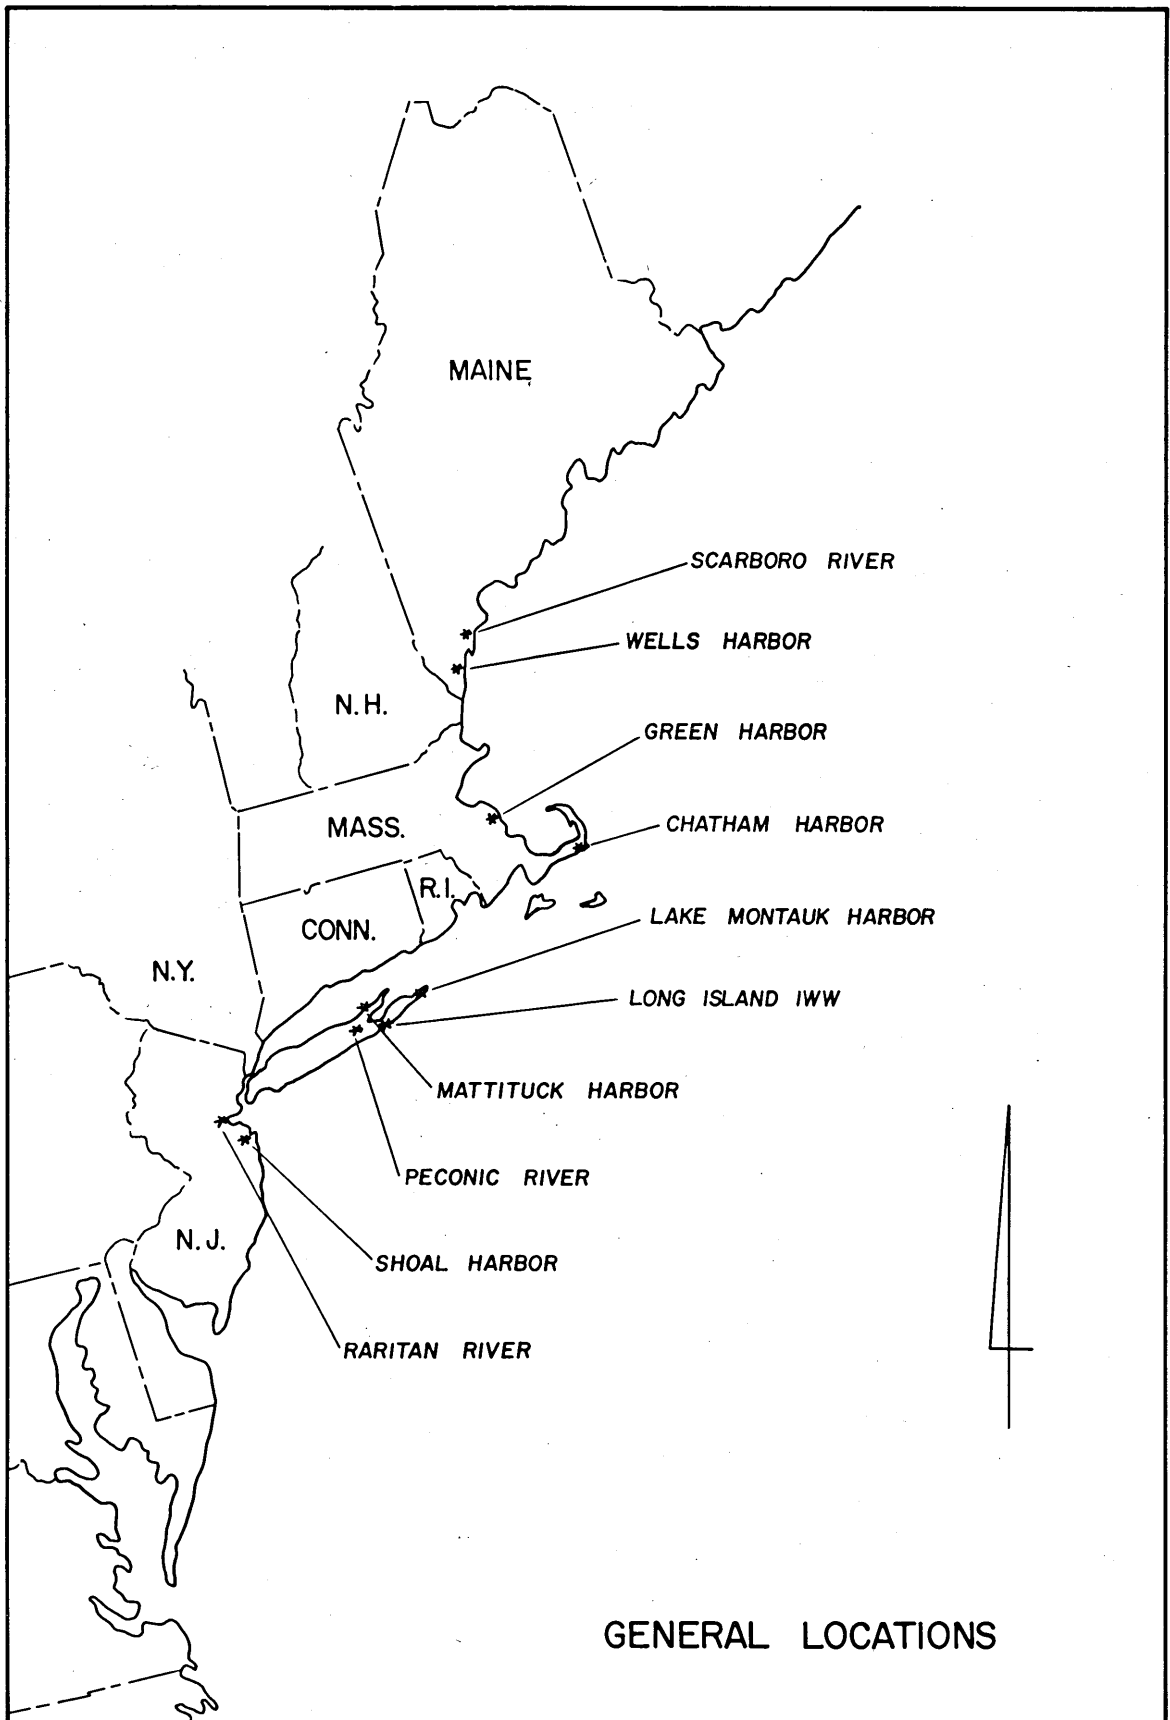 MAINE
SCARBORO RIVER
WELLS HARBOR
N.H.
GREEN HARBOR
MASS.
CHATHAM HARBOR
R.I.
CONN.
LAKE MONTAUK HARBOR
N.Y.
LONG ISLAND IWW
MATTITUCK HARBOR
PECONIC RIVER
N.J.
SHOAL HARBOR
RARITAN RIVER
GENERAL LOCATIONS